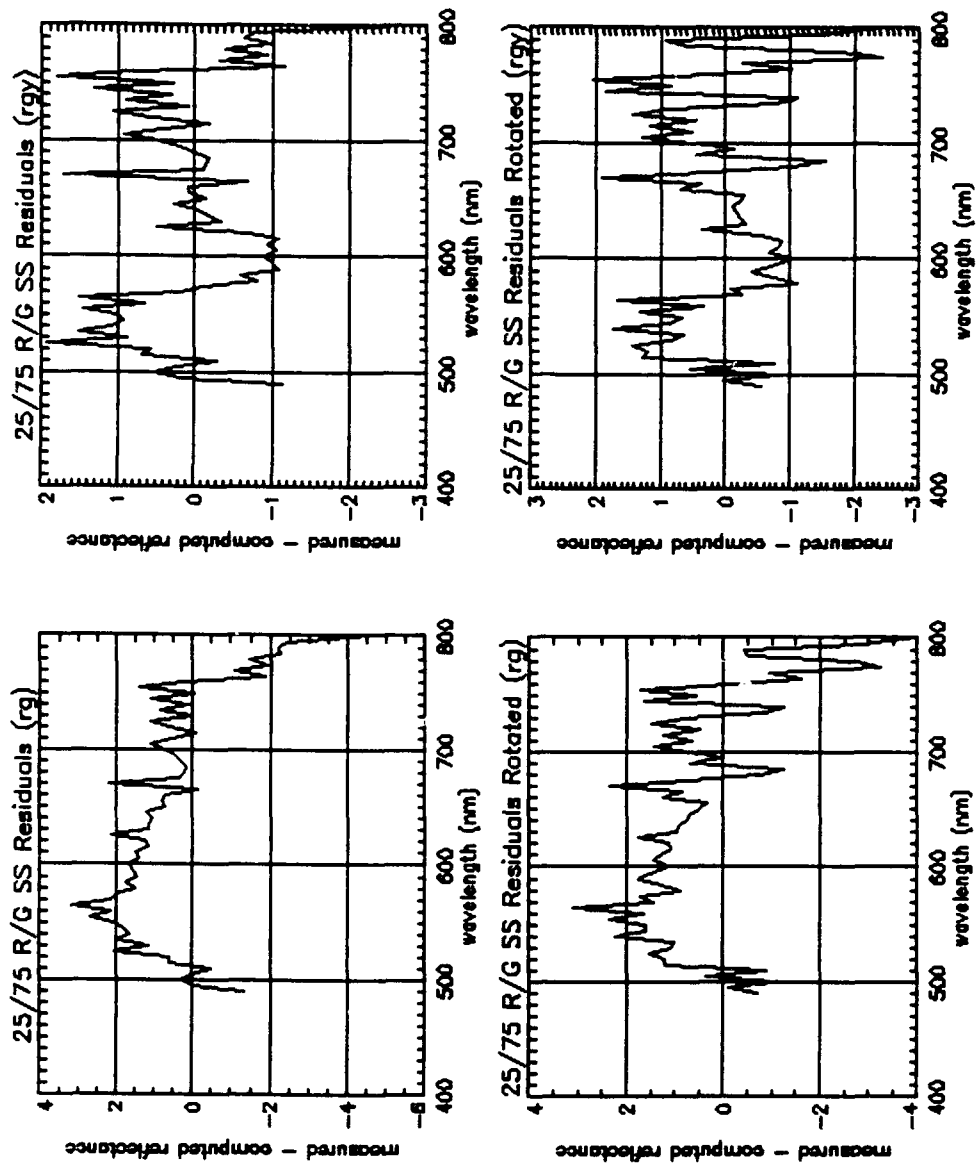 25/75 R/G SS Residuals (rg)
measured - computed reflectance
4
2
0
-2
-4
-6
400 500 600 700 800
wavelength (nm)
25/75 R/G SS Residuals (rgy)
measured - computed reflectance
2
1
0
-1
-2
-3
400 500 600 700 800
wavelength (nm)
25/75 R/G SS Residuals Rotated (rg)
measured - computed reflectance
4
2
0
-2
-4
400 500 600 700 800
wavelength (nm)
25/75 R/G SS Residuals Rotated (rgy)
measured - computed reflectance
3
2
1
0
-1
-2
-3
400 500 600 700 800
wavelength (nm)